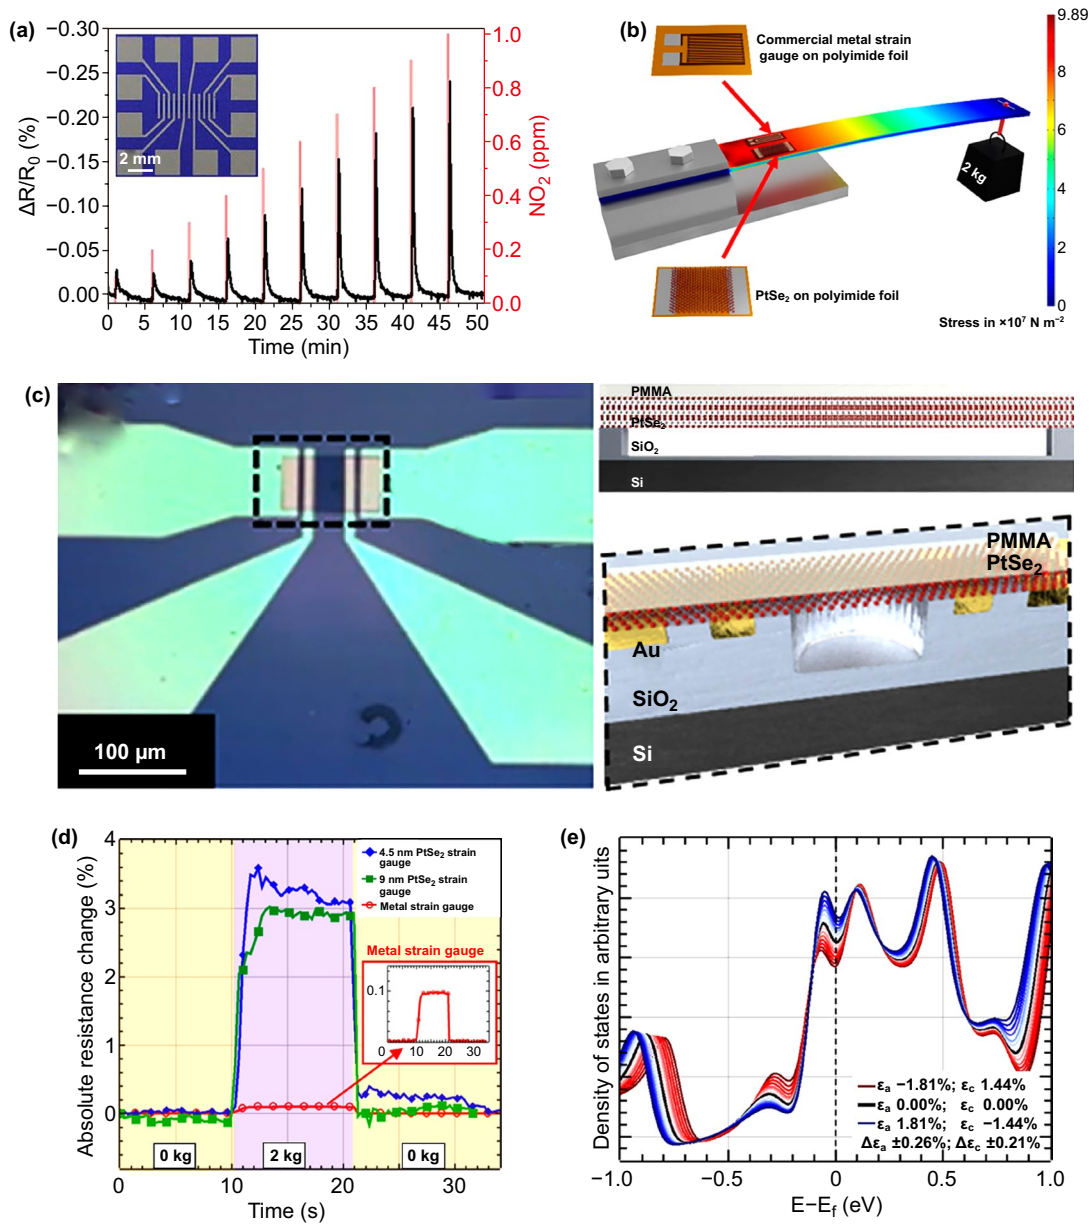 (a)
−0.30
−0.25
−0.20
−0.15
−0.10
−0.05
0.00
ΔR/R0 (%)
2 mm
1.0
0.8
0.6
0.4
0.2
0.0
NO2 (ppm)
0 5 10 15 20 25 30 35 40 45 50
Time (min)
(b)
Commercial metal strain
gauge on polyimide foil
2 kg
PtSe2 on polyimide foil
9.89
8
6
4
2
0
Stress in ×10⁷ N m⁻²
(c)
100 μm
PMMA
PtSe2
SiO2
Si
PMMA
PtSe2
Au
SiO2
Si
(d)
4
3
2
1
0
Absolute resistance change (%)
4.5 nm PtSe2 strain
gauge
9 nm PtSe2 strain
gauge
Metal strain gauge
Metal strain gauge
0.1
0 10 20 30
0 kg
2 kg
0 kg
0 10 20 30
Time (s)
(e)
Density of states in arbitrary uits
εa −1.81%; εc 1.44%
εa 0.00%; εc 0.00%
εa 1.81%; εc −1.44%
Δεa ±0.26%; Δεc ±0.21%
−1.0 −0.5 0 0.5 1.0
E−Ef (eV)